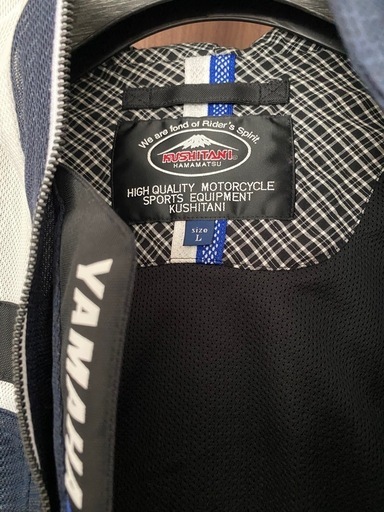 We are fond of Rider's Spirit.
KUSHITANI
HAMAMATSU
HIGH QUALITY MOTORCYCLE
SPORTS EQUIPMENT
KUSHITANI
size
L
YAMAHA